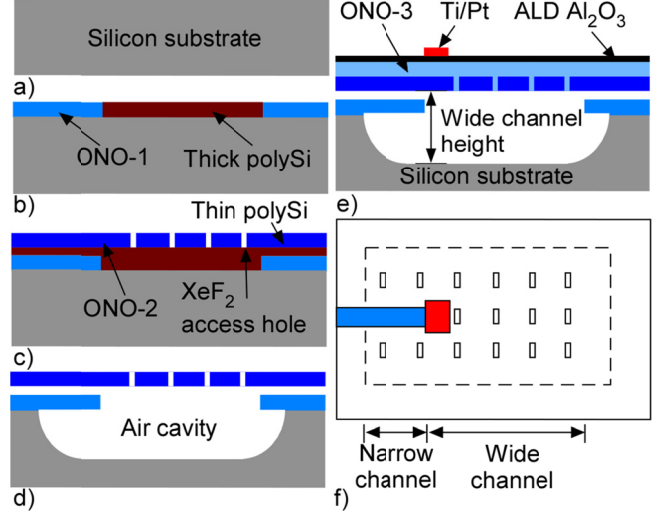 Silicon substrate
a)
ONO-1
Thick polySi
b)
Thin polySi
ONO-2
XeF2
access hole
c)
Air cavity
d)
ONO-3
Ti/Pt
ALD Al2O3
Wide channel
height
Silicon substrate
e)
Narrow
channel
Wide
channel
f)